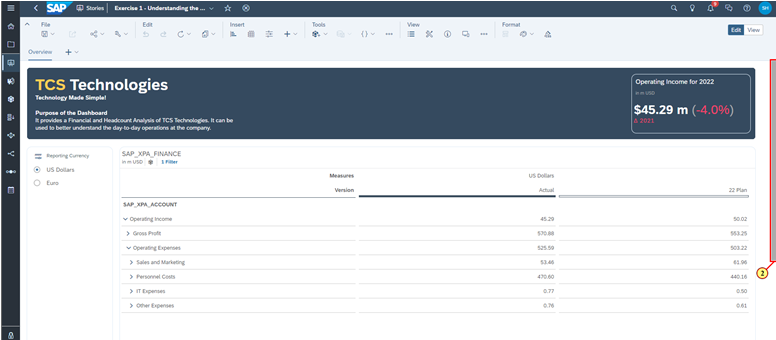 SAP Stories Exercise 1 - Understanding the ... 8 SH
File Edit Insert Tools View Format
Edit View
Overview
TCS Technologies
Technology Made Simple!
Purpose of the Dashboard
It provides a Financial and Headcount Analysis of TCS Technologies. It can be
used to better understand the day-to-day operations at the company.
Operating Income for 2022
in m USD
$45.29 m (-4.0%)
Δ 2021
Reporting Currency
US Dollars
Euro
SAP_XPA_FINANCE
in m USD 1 Filter
Measures US Dollars
Version Actual 22 Plan
SAP_XPA_ACCOUNT
Operating Income 45.29 50.02
Gross Profit 570.88 553.25
Operating Expenses 525.59 503.22
Sales and Marketing 53.46 61.96
Personnel Costs 470.60 440.16
IT Expenses 0.77 0.50
Other Expenses 0.76 0.61
2